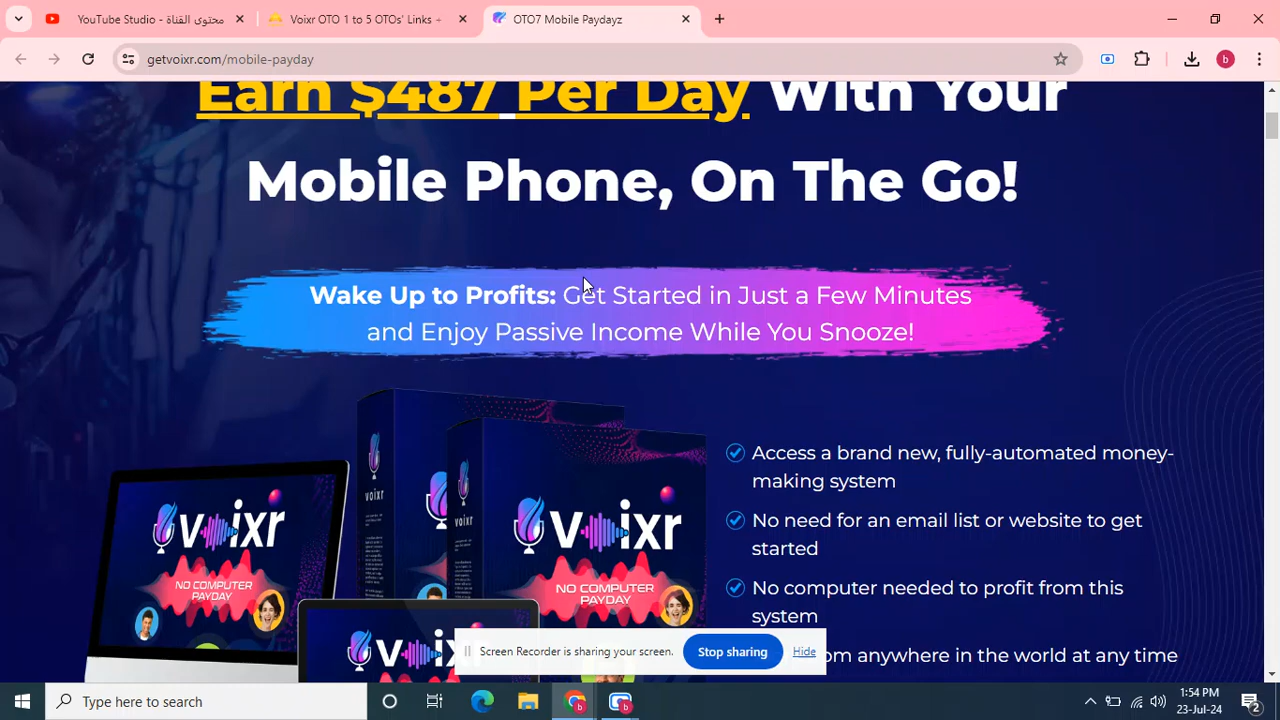 YouTube Studio - محتوى القناة
Voixr OTO 1 to 5 OTOs' Links +
OTO7 Mobile Paydayz
getvoixr.com/mobile-payday
b
Earn $487 Per Day With Your
Mobile Phone, On The Go!
Wake Up to Profits: Get Started in Just a Few Minutes
and Enjoy Passive Income While You Snooze!
Access a brand new, fully-automated money-
making system
No need for an email list or website to get
started
No computer needed to profit from this
system
om anywhere in the world at any time
voixr
NO COMPUTER
PAYDAY
voixr
voixr
voixr
NO COMPUTER
PAYDAY
voixr
Screen Recorder is sharing your screen.
Stop sharing
Hide
Type here to search
b
b
1:54 PM
23-Jul-24
2